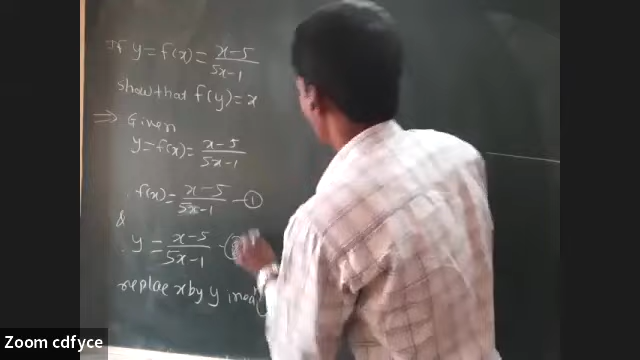 If y = f(x) = x-5 / 5x-1
show that f(y) = x
⇒ Given
y = f(x) = x-5 / 5x-1
∴ f(x) = x-5 / 5x-1 — ①
&
y = x-5 / 5x-1 —
replace x by y in
Zoom cdfyce